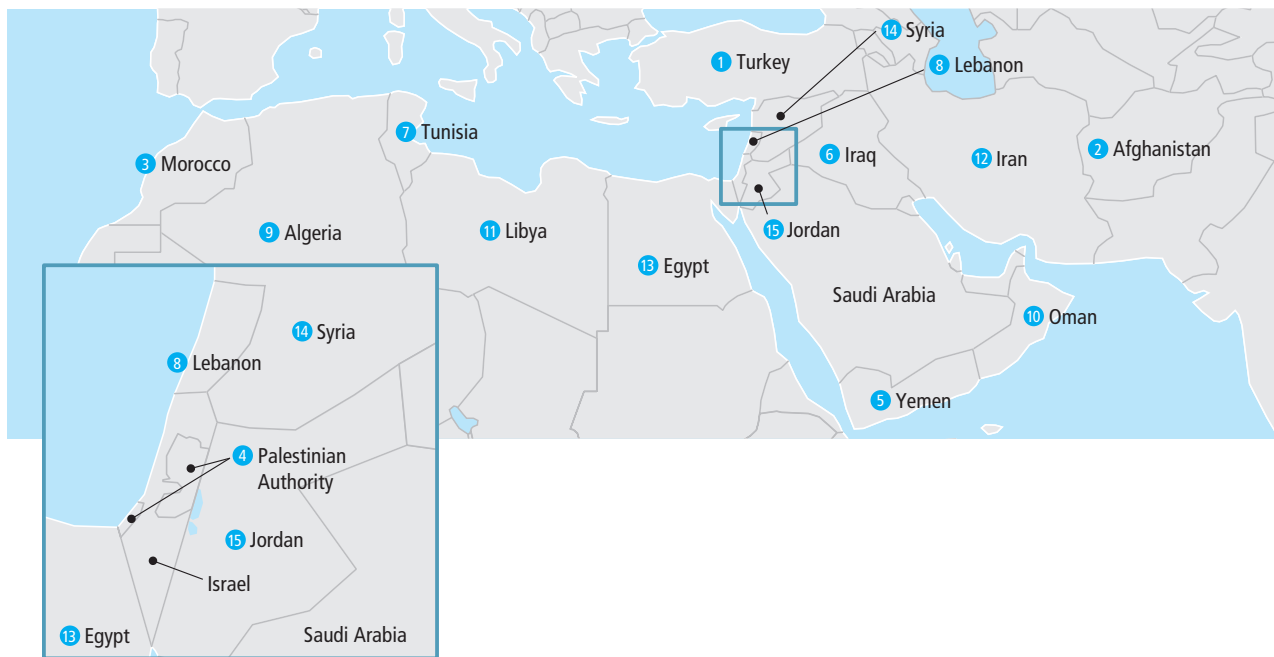 14 Syria
8 Lebanon
1 Turkey
7 Tunisia
3 Morocco
6 Iraq
12 Iran
2 Afghanistan
9 Algeria
11 Libya
15 Jordan
13 Egypt
Saudi Arabia
10 Oman
5 Yemen
14 Syria
8 Lebanon
4 Palestinian
Authority
15 Jordan
Israel
13 Egypt
Saudi Arabia